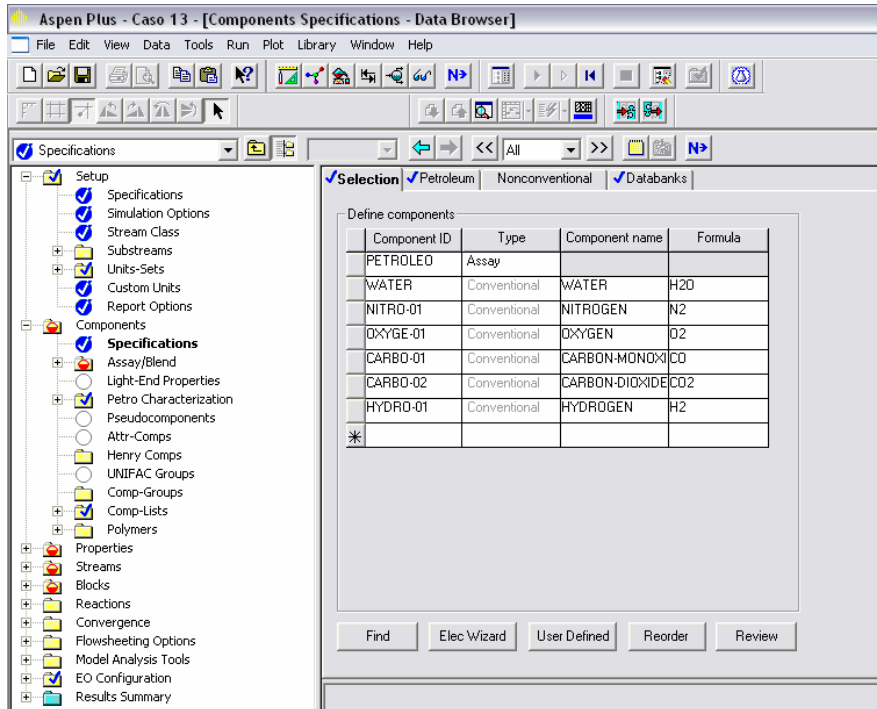 Aspen Plus - Caso 13 - [Components Specifications - Data Browser]
File Edit View Data Tools Run Plot Library Window Help
N
Specifications
<< All >> N
Setup
Specifications
Simulation Options
Stream Class
Substreams
Units-Sets
Custom Units
Report Options
Components
Specifications
Assay/Blend
Light-End Properties
Petro Characterization
Pseudocomponents
Attr-Comps
Henry Comps
UNIFAC Groups
Comp-Groups
Comp-Lists
Polymers
Properties
Streams
Blocks
Reactions
Convergence
Flowsheeting Options
Model Analysis Tools
EO Configuration
Results Summary
Selection Petroleum Nonconventional Databanks
Define components
Component ID Type Component name Formula
PETROLEO Assay
WATER Conventional WATER H2O
NITRO-01 Conventional NITROGEN N2
OXYGE-01 Conventional OXYGEN O2
CARBO-01 Conventional CARBON-MONOXI CO
CARBO-02 Conventional CARBON-DIOXIDE CO2
HYDRO-01 Conventional HYDROGEN H2
Find Elec Wizard User Defined Reorder Review